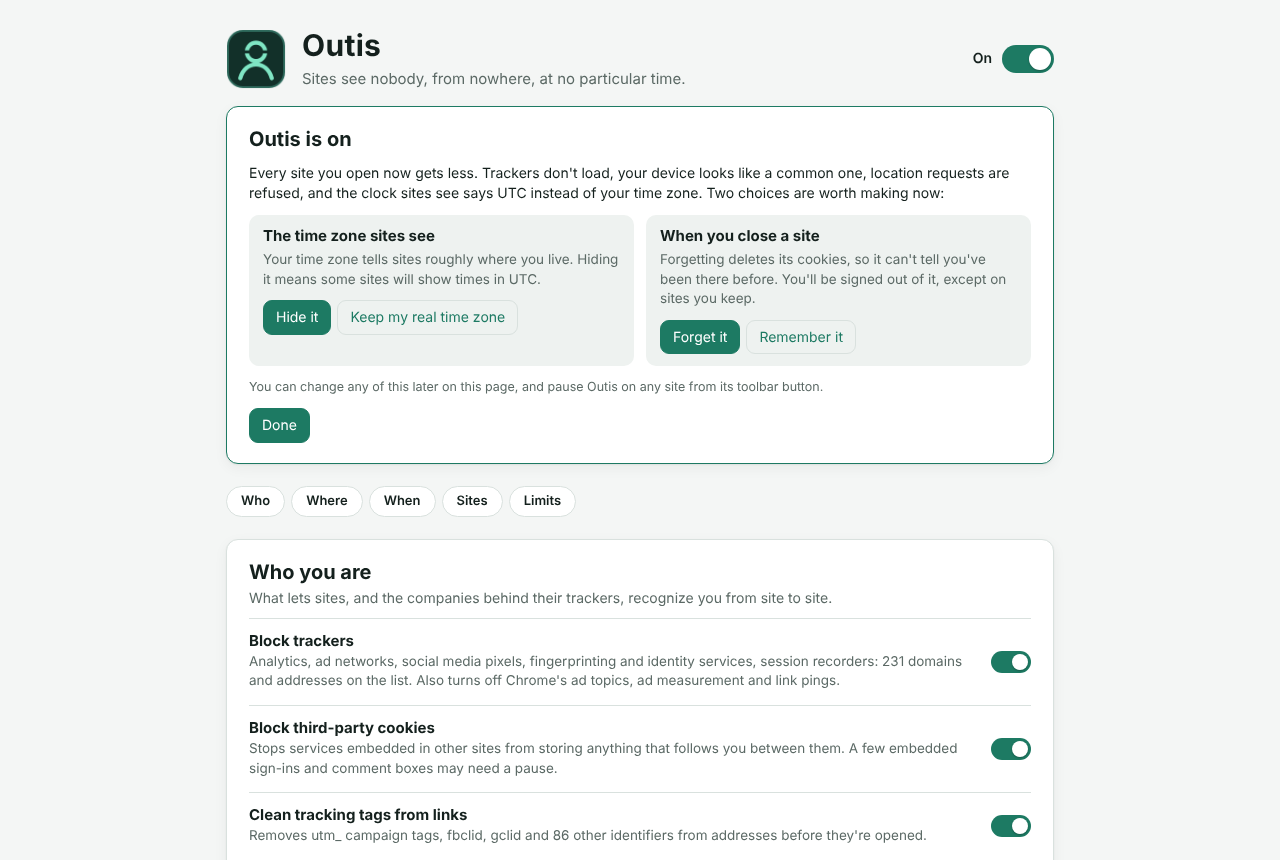 Outis
Sites see nobody, from nowhere, at no particular time.
On
Outis is on
Every site you open now gets less. Trackers don't load, your device looks like a common one, location requests are
refused, and the clock sites see says UTC instead of your time zone. Two choices are worth making now:
The time zone sites see
Your time zone tells sites roughly where you live. Hiding
it means some sites will show times in UTC.
Hide it
Keep my real time zone
When you close a site
Forgetting deletes its cookies, so it can't tell you've
been there before. You'll be signed out of it, except on
sites you keep.
Forget it
Remember it
You can change any of this later on this page, and pause Outis on any site from its toolbar button.
Done
Who
Where
When
Sites
Limits
Who you are
What lets sites, and the companies behind their trackers, recognize you from site to site.
Block trackers
Analytics, ad networks, social media pixels, fingerprinting and identity services, session recorders: 231 domains
and addresses on the list. Also turns off Chrome's ad topics, ad measurement and link pings.
Block third-party cookies
Stops services embedded in other sites from storing anything that follows you between them. A few embedded
sign-ins and comment boxes may need a pause.
Clean tracking tags from links
Removes utm_ campaign tags, fbclid, gclid and 86 other identifiers from addresses before they're opened.